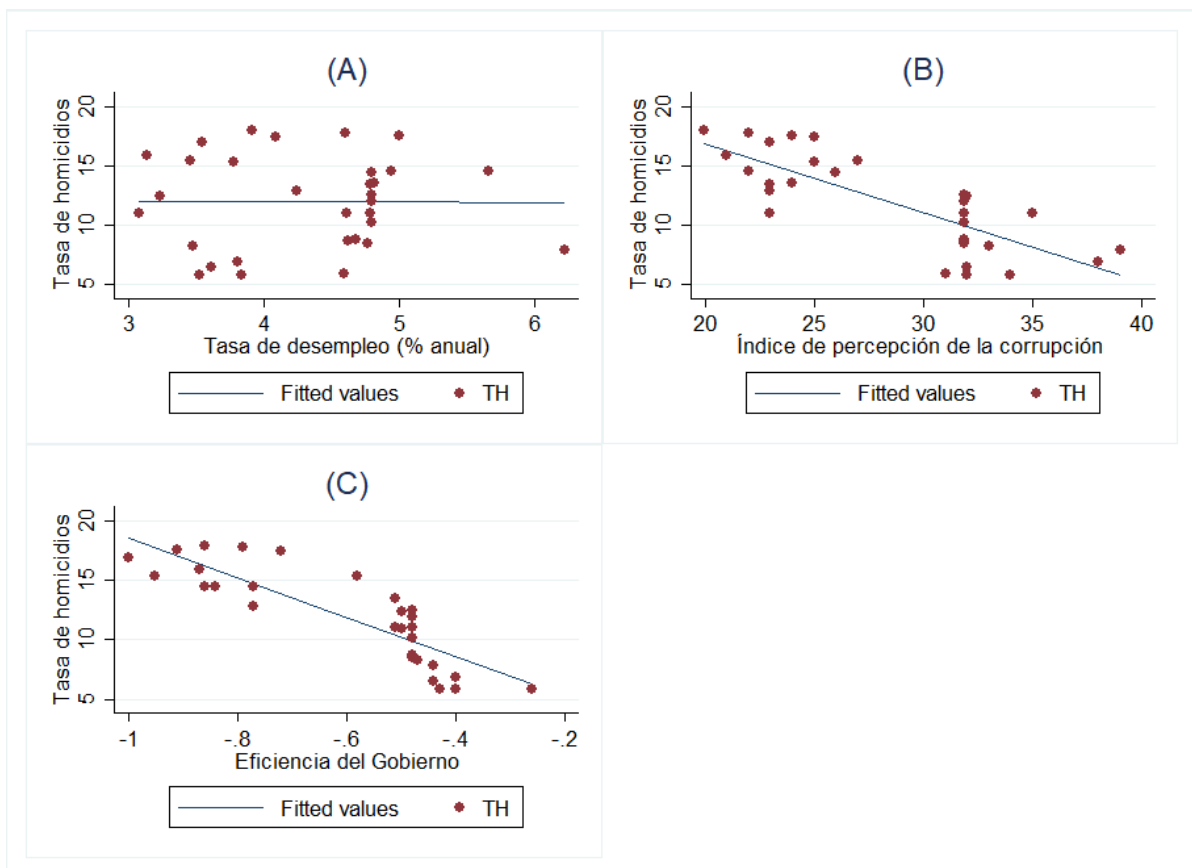 (A)
Tasa de homicidios
20
15
10
5
3 4 5 6
Tasa de desempleo (% anual)
Fitted values TH
(B)
Tasa de homicidios
20
15
10
5
20 25 30 35 40
Índice de percepción de la corrupción
Fitted values TH
(C)
Tasa de homicidios
20
15
10
5
-1 -.8 -.6 -.4 -.2
Eficiencia del Gobierno
Fitted values TH